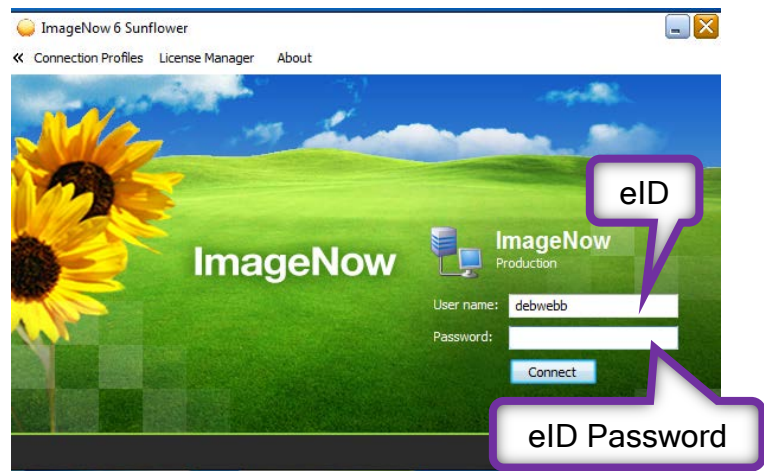 ImageNow 6 Sunflower
« Connection Profiles License Manager About
eID
ImageNow
ImageNow
Production
User name: debwebb
Password:
Connect
eID Password